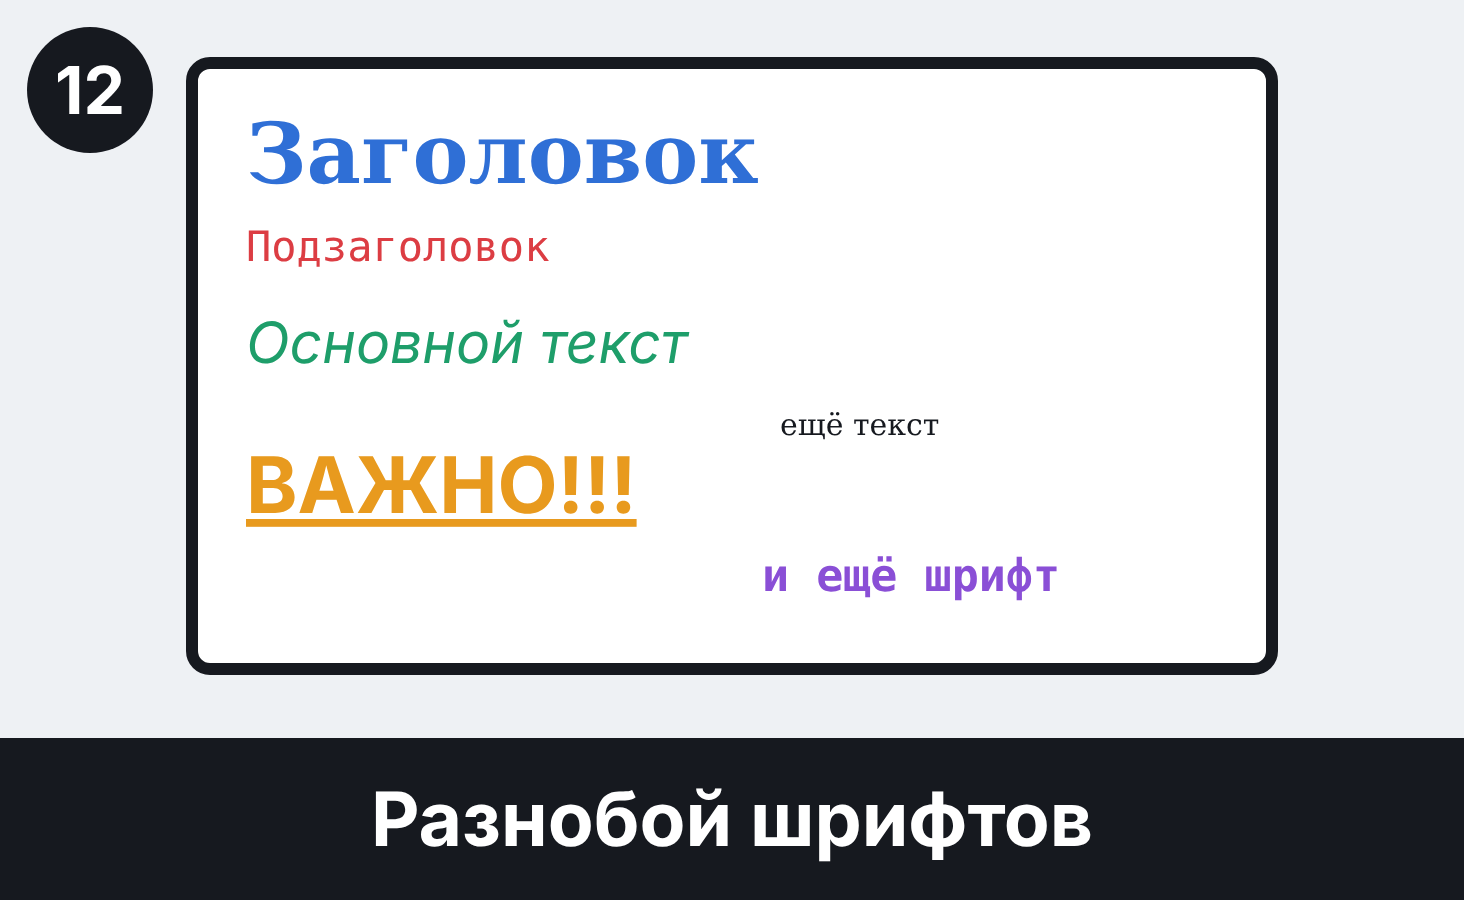 12
Заголовок
Подзаголовок
Основной текст
ещё текст
ВАЖНО!!!
и ещё шрифт
Разнобой шрифтов